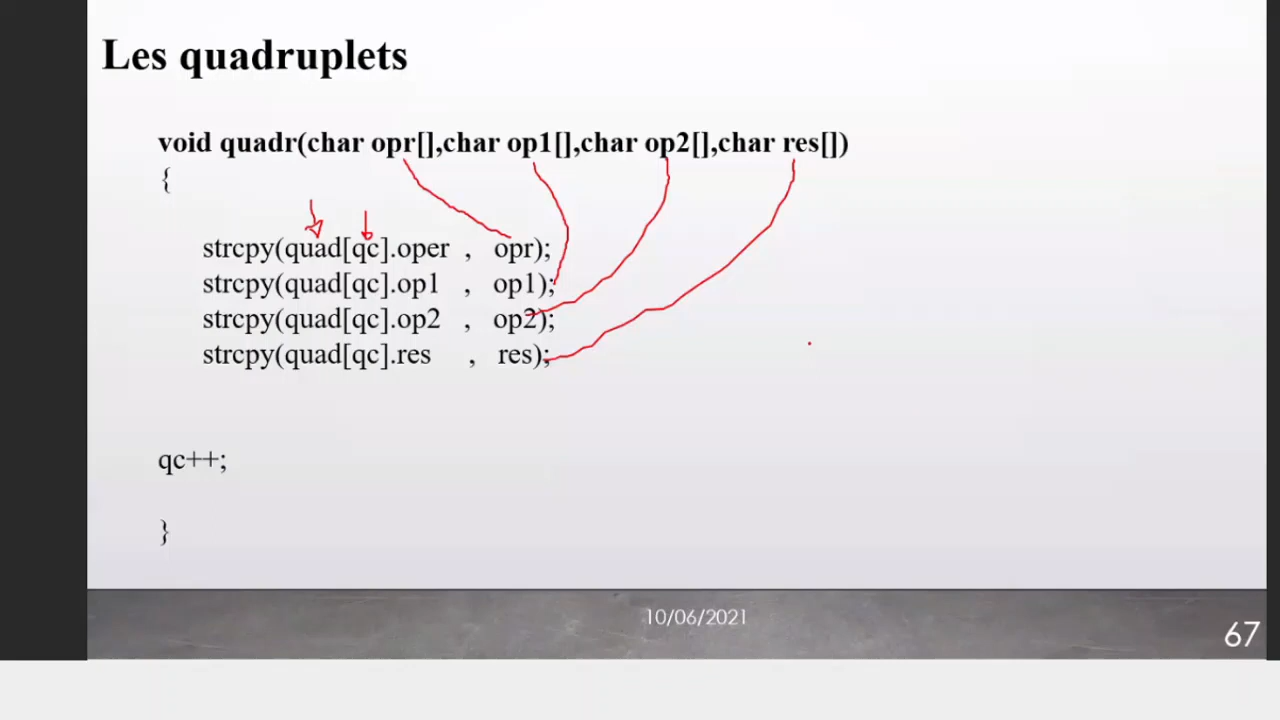 Les quadruplets
void quadr(char opr[],char op1[],char op2[],char res[])
{
strcpy(quad[qc].oper , opr);
strcpy(quad[qc].op1 , op1);
strcpy(quad[qc].op2 , op2);
strcpy(quad[qc].res , res);
qc++;
}
10/06/2021
67